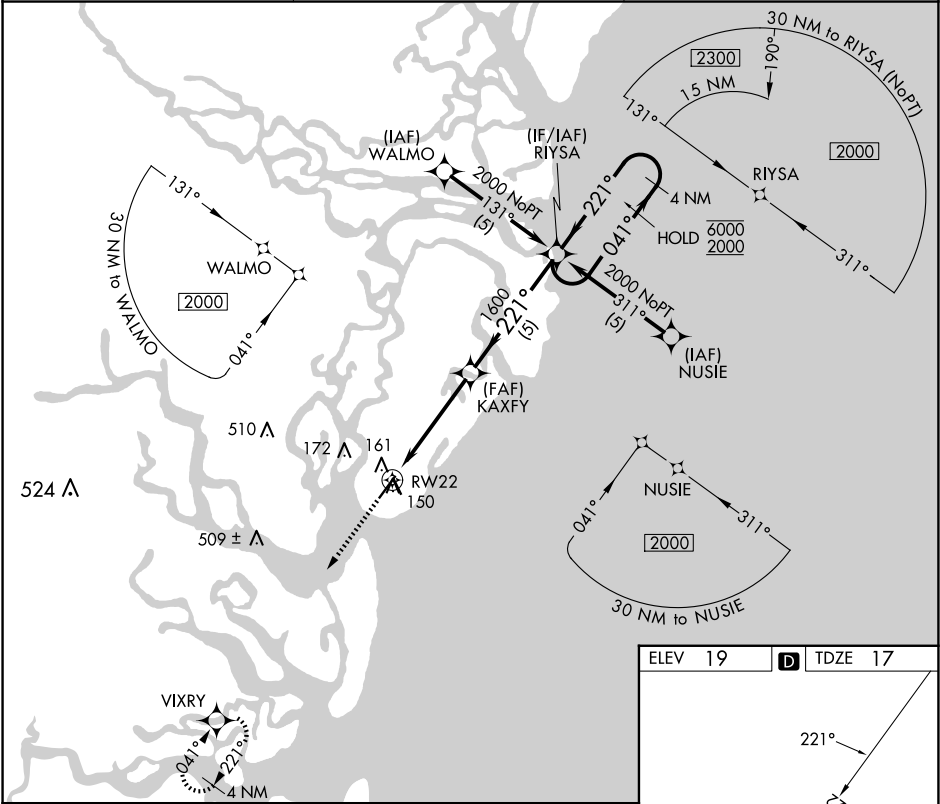 30 NM to RIYSA (NoPT)
2300
190°
15 NM
131°
2000
RIYSA
311°
(IAF)
WALMO
(IF/IAF)
RIYSA
2000 NoPT
131°
(5)
221°
041°
4 NM
HOLD
6000
2000
2000 NoPT
311°
(5)
(IAF)
NUSIE
131°
WALMO
2000
041°
30 NM to WALMO
1600
221°
(5)
(FAF)
KAXFY
510
172
161
RW22
150
524
509 ±
NUSIE
041°
311°
2000
30 NM to NUSIE
VIXRY
041°
221°
4 NM
ELEV 19
D
TDZE 17
221°